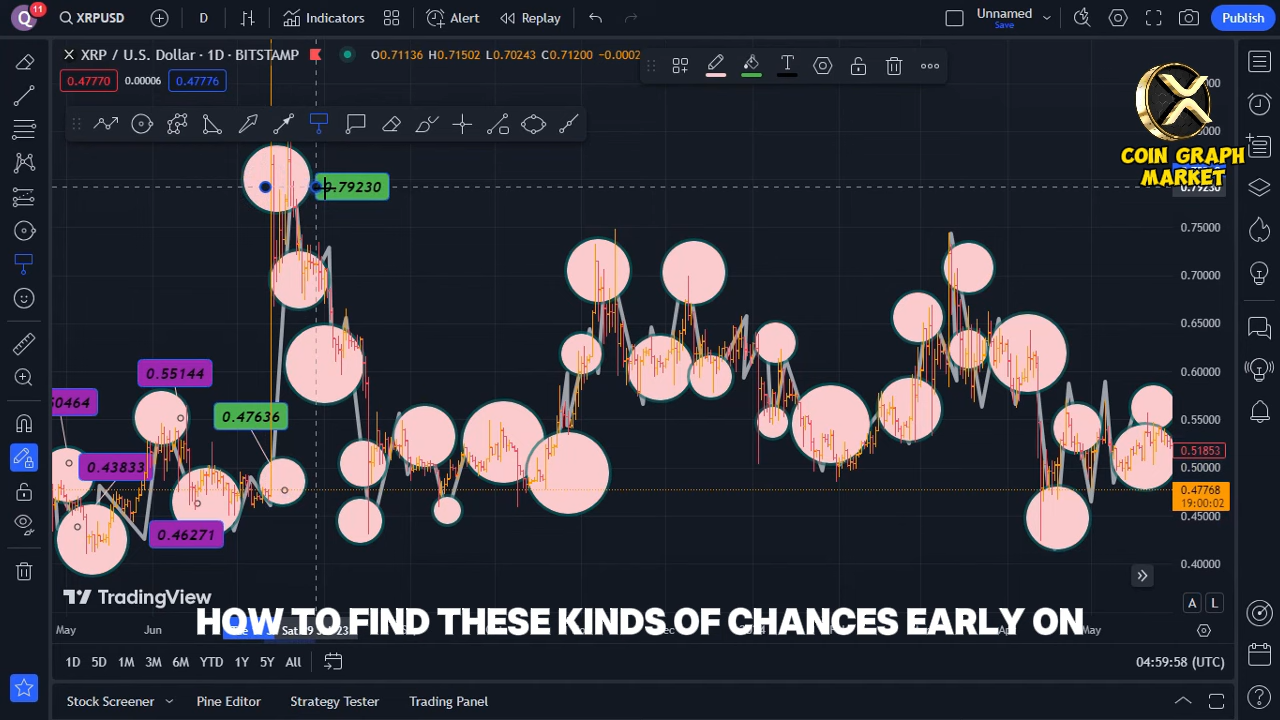 Q
11
XRPUSD
D
Indicators
Alert
Replay
Unnamed
Save
Publish
XRP / U.S. Dollar · 1D · BITSTAMP
O0.71136 H0.71502 L0.70243 C0.71200 −0.0002
0.47770
0.0006
0.47776
T
COIN GRAPH
MARKET
0.79230
0.79230
0.75000
0.70000
0.65000
0.60000
0.55000
0.51853
0.50000
0.47768
19:00:02
0.45000
0.40000
0.55144
0.47636
0.43833
0.46271
TradingView
HOW TO FIND THESE KINDS OF CHANCES EARLY ON
A
L
May
Jun
May
1D
5D
1M
3M
6M
YTD
1Y
5Y
All
04:59:58 (UTC)
Stock Screener
Pine Editor
Strategy Tester
Trading Panel